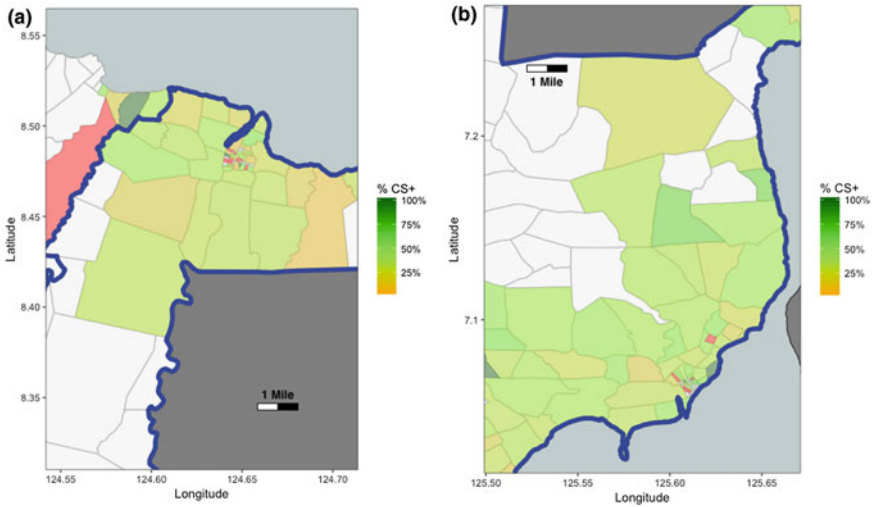 (a)
8.55
8.50
8.45
8.40
8.35
Latitude
1 Mile
124.55
124.60
124.65
124.70
Longitude
% CS+
100%
75%
50%
25%
(b)
7.2
7.1
Latitude
1 Mile
125.50
125.55
125.60
125.65
Longitude
% CS+
100%
75%
50%
25%